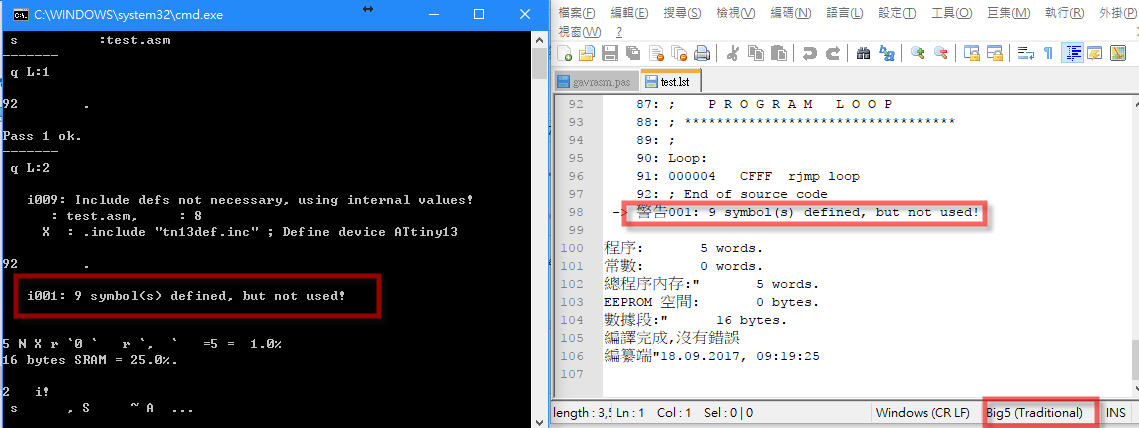 C:\WINDOWS\system32\cmd.exe
s :test.asm
-------
q L:1
92 .
Pass 1 ok.
-------
q L:2
i009: Include defs not necessary, using internal values!
: test.asm, : 8
X : .include "tn13def.inc" ; Define device ATtiny13
92 .
i001: 9 symbol(s) defined, but not used!
5 N X r `0 ` r `, ` =5 = 1.0%
16 bytes SRAM = 25.0%.
2 i!
s , S ~ A ...
檔案(F) 編輯(E) 搜尋(S) 檢視(V) 編碼(N) 語言(L) 設定(T) 工具(O) 巨集(M) 執行(R) 外掛(P)
視窗(W) ?
gavrasm.pas test.lst
92 87: ; P R O G R A M L O O P
93 88: ; **********************************
94 89: ;
95 90: Loop:
96 91: 000004 CFFF rjmp loop
97 92: ; End of source code
98 -> 警告001: 9 symbol(s) defined, but not used!
99
100 程序: 5 words.
101 常數: 0 words.
102 總程序內存:" 5 words.
103 EEPROM 空間: 0 bytes.
104 數據段:" 16 bytes.
105 編譯完成,沒有錯誤
106 編纂端"18.09.2017, 09:19:25
107
length : 3,5 Ln : 1 Col : 1 Sel : 0 | 0 Windows (CR LF) Big5 (Traditional) INS